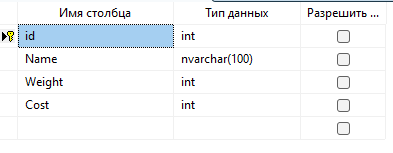 Имя столбца Тип данных Разрешить ...
id int
Name nvarchar(100)
Weight int
Cost int